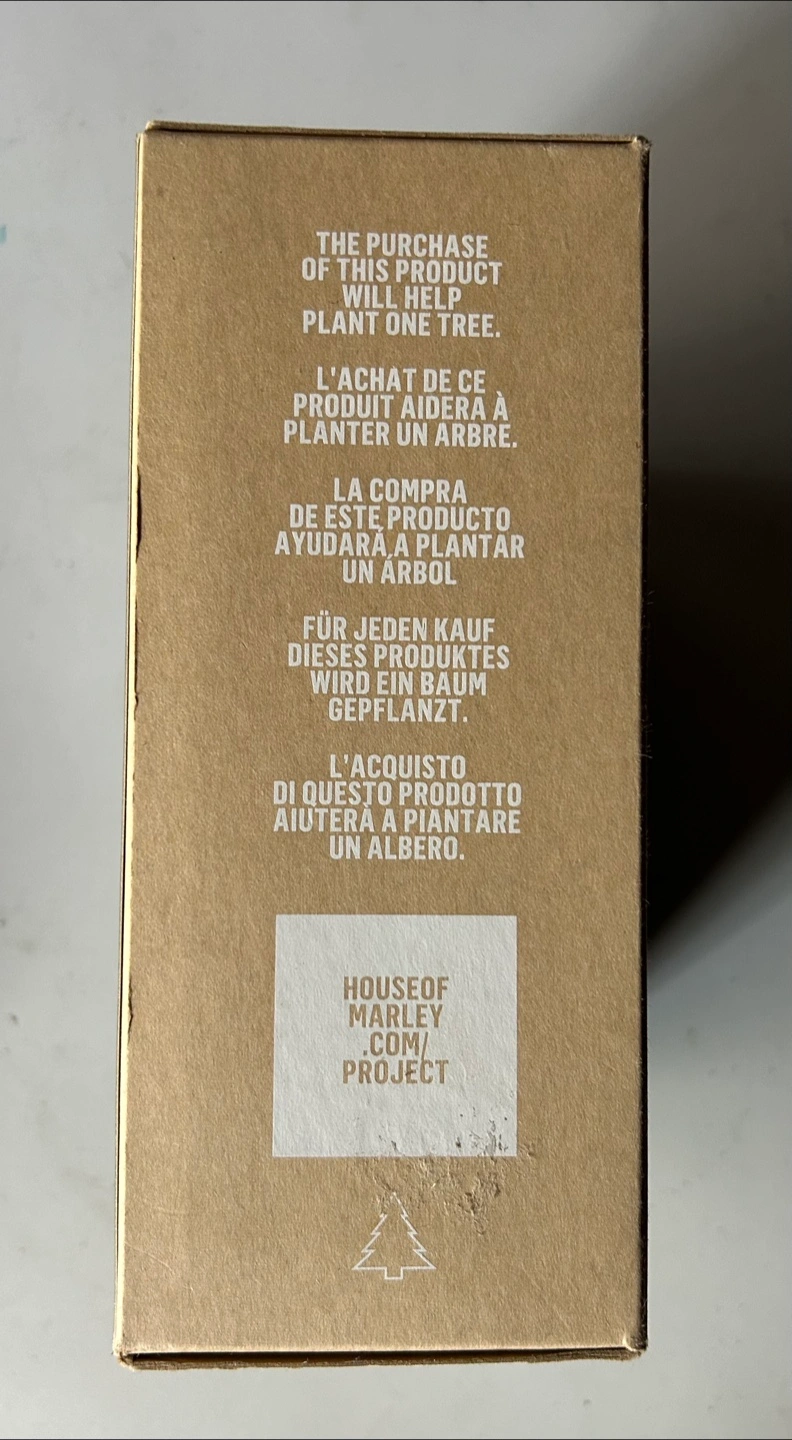 THE PURCHASE
OF THIS PRODUCT
WILL HELP
PLANT ONE TREE.
L'ACHAT DE CE
PRODUIT AIDERA À
PLANTER UN ARBRE.
LA COMPRA
DE ESTE PRODUCTO
AYUDARÁ A PLANTAR
UN ÁRBOL
FÜR JEDEN KAUF
DIESES PRODUKTES
WIRD EIN BAUM
GEPFLANZT.
L'ACQUISTO
DI QUESTO PRODOTTO
AIUTERÀ A PIANTARE
UN ALBERO.
HOUSEOF
MARLEY
.COM/
PROJECT